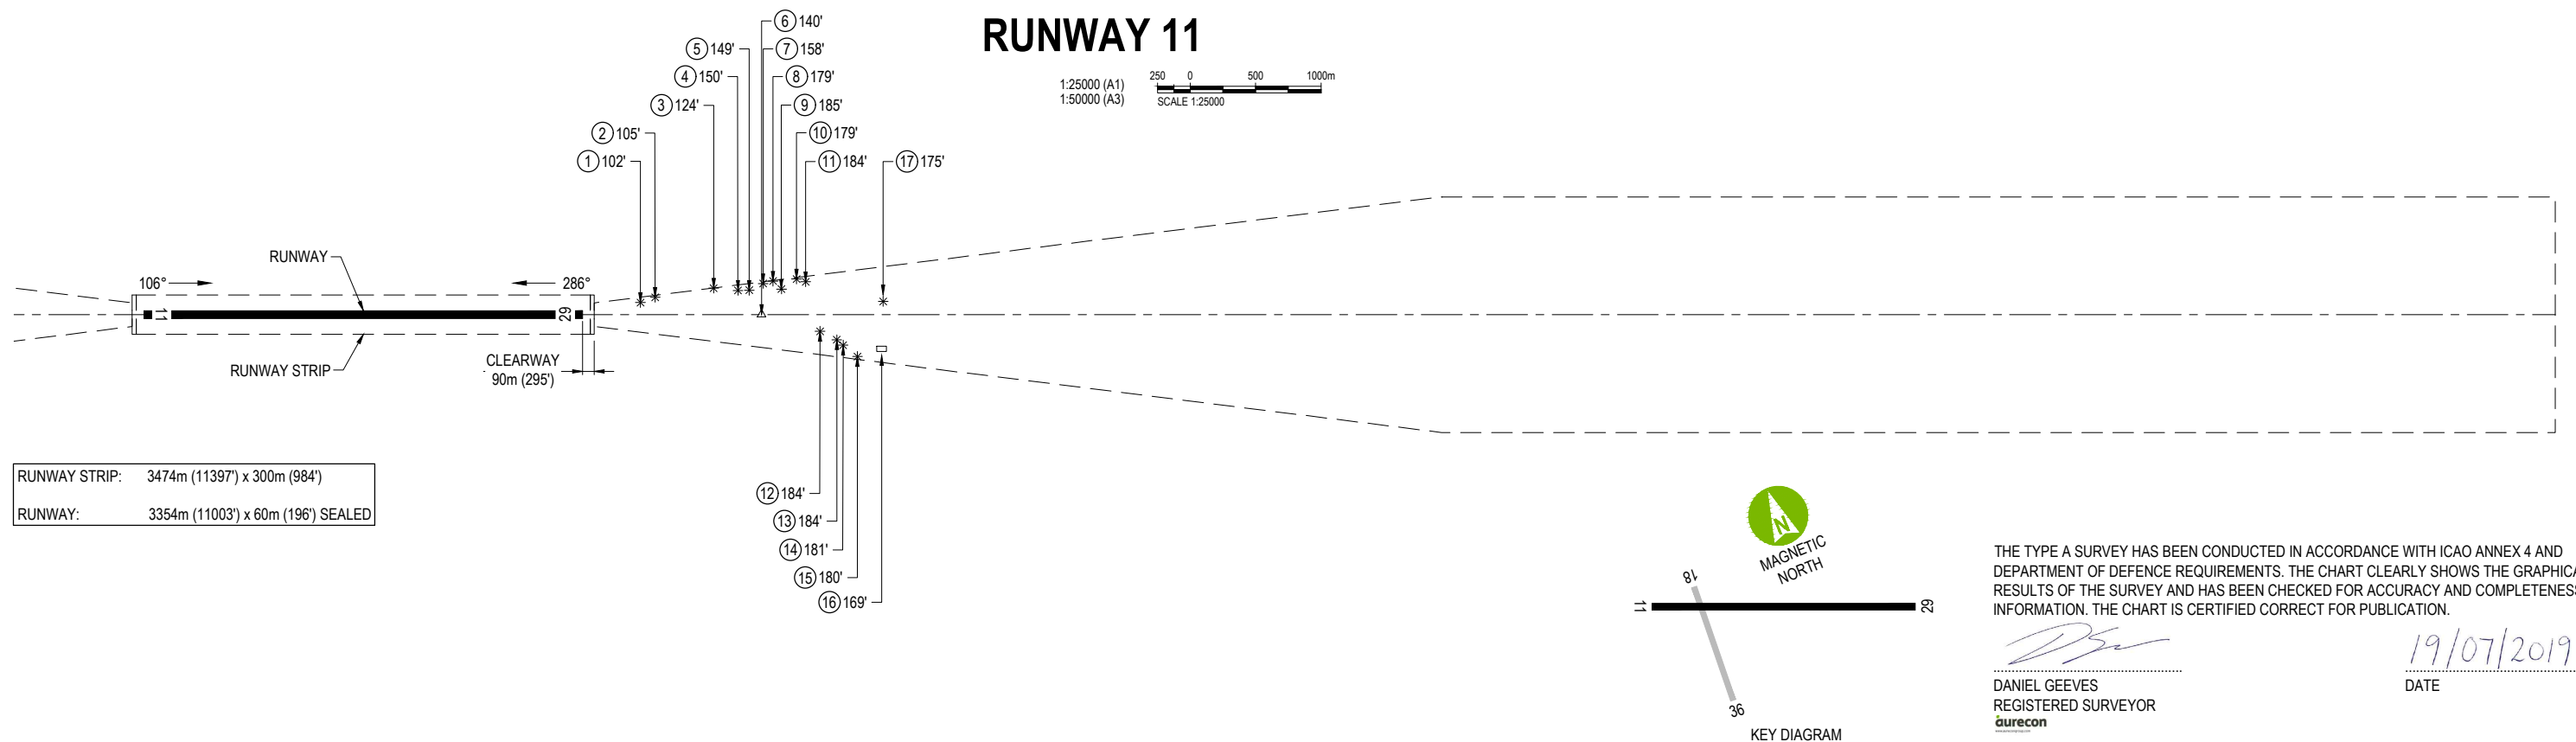 RUNWAY 11
1:25000 (A1)
1:50000 (A3)
250 0 500 1000m
SCALE 1:25000
6 140'
5 149'
7 158'
4 150'
8 179'
3 124'
9 185'
2 105'
10 179'
1 102'
11 184'
17 175'
RUNWAY
106°
286°
11
29
RUNWAY STRIP
CLEARWAY
90m (295')
RUNWAY STRIP: 3474m (11397') x 300m (984')
RUNWAY: 3354m (11003') x 60m (196') SEALED
12 184'
13 184'
14 181'
15 180'
16 169'
N
MAGNETIC
NORTH
18
11
29
36
KEY DIAGRAM
THE TYPE A SURVEY HAS BEEN CONDUCTED IN ACCORDANCE WITH ICAO ANNEX 4 AND
DEPARTMENT OF DEFENCE REQUIREMENTS. THE CHART CLEARLY SHOWS THE GRAPHICA
RESULTS OF THE SURVEY AND HAS BEEN CHECKED FOR ACCURACY AND COMPLETENES
INFORMATION. THE CHART IS CERTIFIED CORRECT FOR PUBLICATION.
19/07/2019
DANIEL GEEVES
DATE
REGISTERED SURVEYOR
aurecon